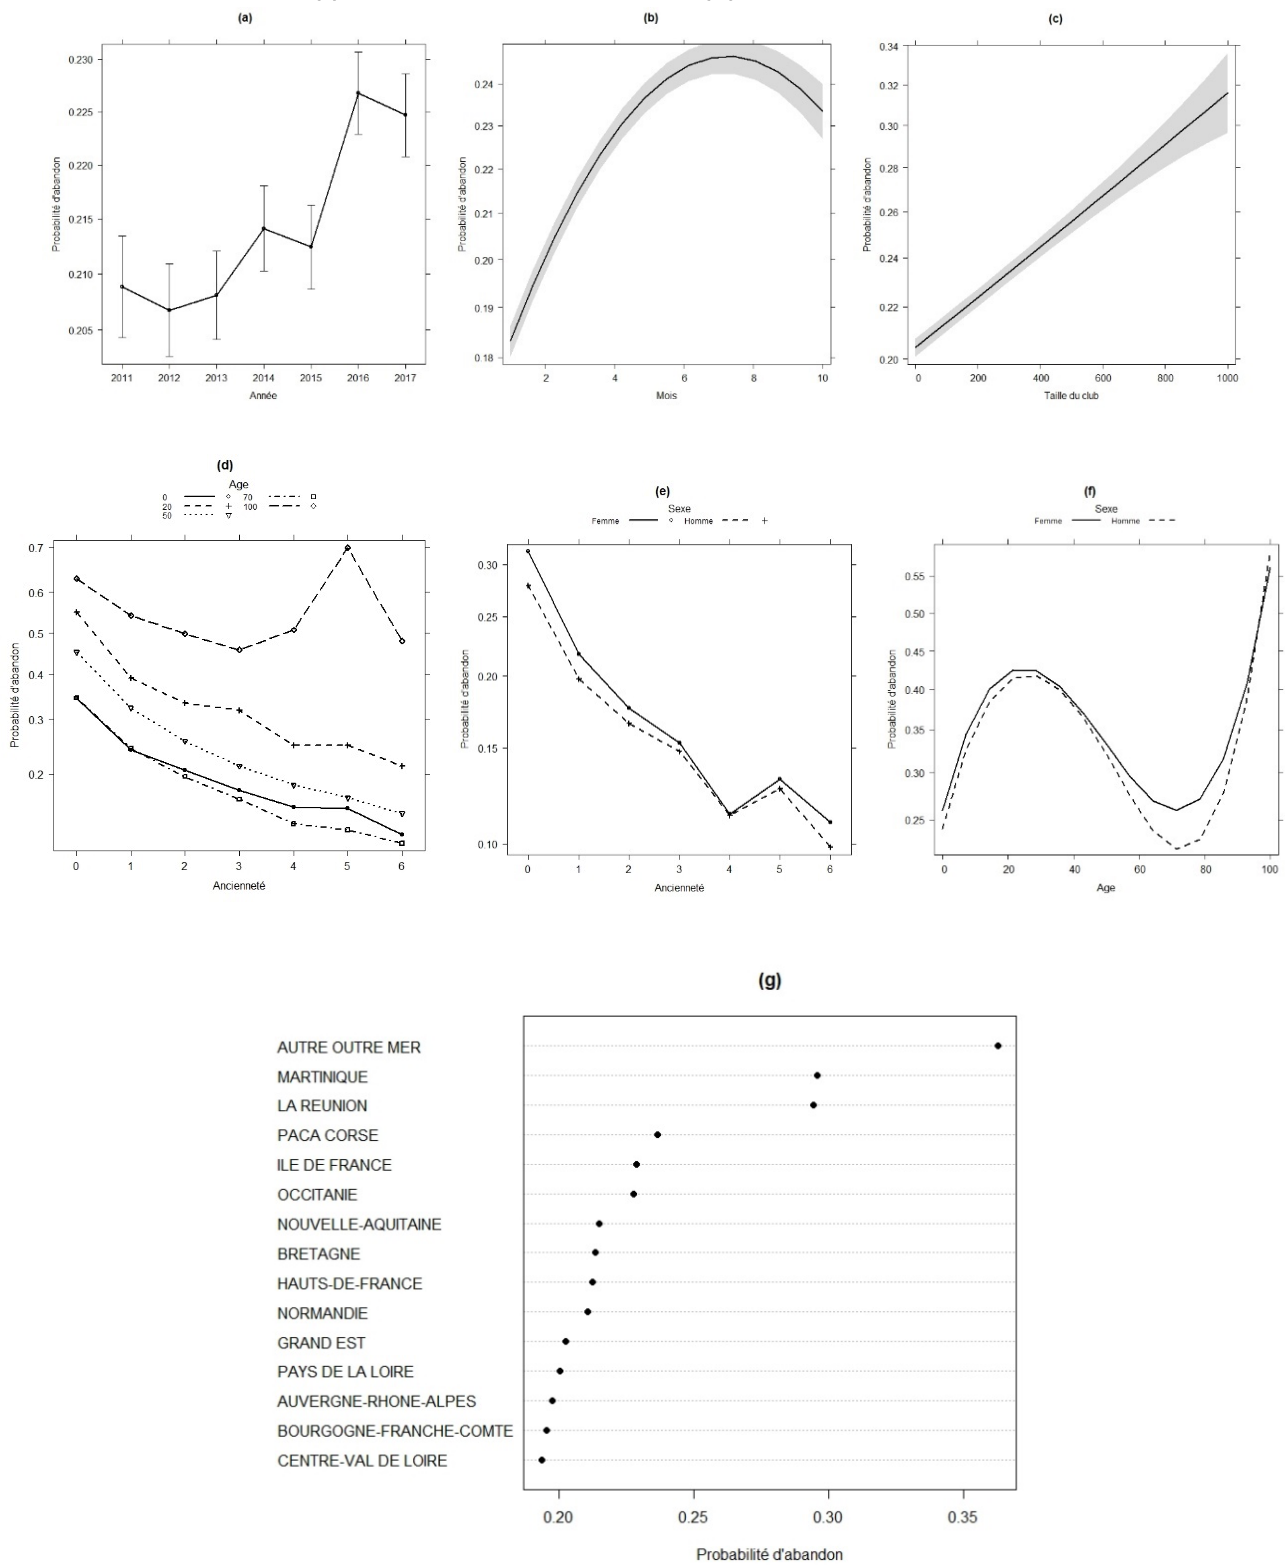 (a)
Probabilité d'abandon
0.230
0.225
0.220
0.215
0.210
0.205
2011 2012 2013 2014 2015 2016 2017
Année
(b)
0.24
0.23
0.22
0.21
0.20
0.19
0.18
2 4 6 8 10
Mois
(c)
Probabilité d'abandon
0.34
0.32
0.30
0.28
0.26
0.24
0.22
0.20
0 200 400 600 800 1000
Taille du club
Probabilité d'abandon
(d)
Age
0 70
20 100
50
Probabilité d'abandon
0.7
0.6
0.5
0.4
0.3
0.2
0 1 2 3 4 5 6
Ancienneté
(e)
Sexe
Femme Homme
Probabilité d'abandon
0.30
0.25
0.20
0.15
0.10
0 1 2 3 4 5 6
Ancienneté
(f)
Sexe
Femme Homme
Probabilité d'abandon
0.55
0.50
0.45
0.40
0.35
0.30
0.25
0 20 40 60 80 100
Age
(g)
AUTRE OUTRE MER
MARTINIQUE
LA REUNION
PACA CORSE
ILE DE FRANCE
OCCITANIE
NOUVELLE-AQUITAINE
BRETAGNE
HAUTS-DE-FRANCE
NORMANDIE
GRAND EST
PAYS DE LA LOIRE
AUVERGNE-RHONE-ALPES
BOURGOGNE-FRANCHE-COMTE
CENTRE-VAL DE LOIRE
0.20 0.25 0.30 0.35
Probabilité d'abandon